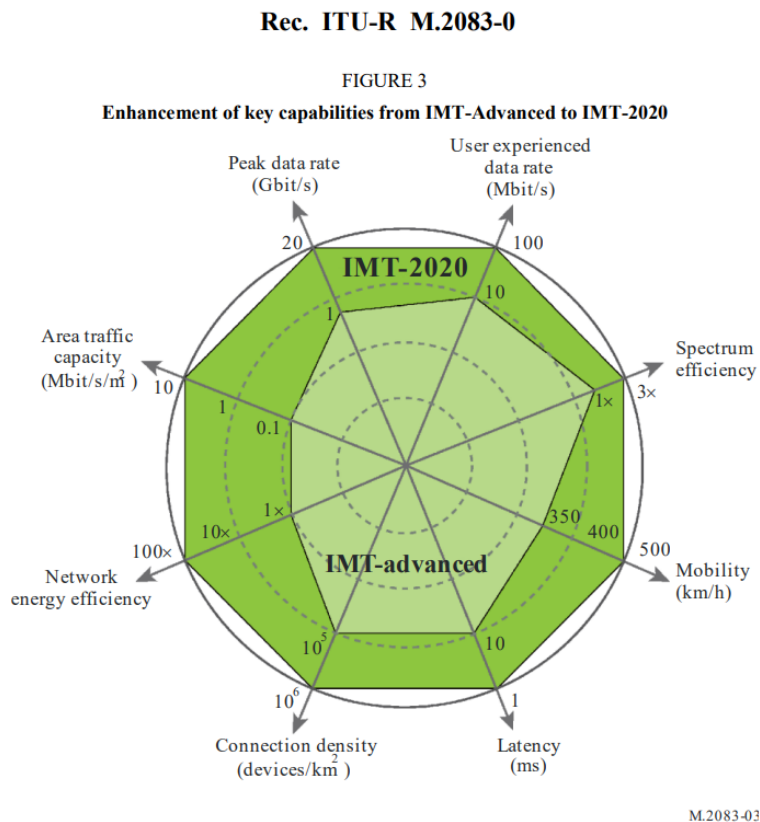 Rec. ITU-R M.2083-0
FIGURE 3
Enhancement of key capabilities from IMT-Advanced to IMT-2020
User experienced
data rate
(Mbit/s)
Peak data rate
(Gbit/s)
20
100
IMT-2020
1
10
Area traffic
capacity
(Mbit/s/m²)
Spectrum
efficiency
10
1
0.1
1×
3×
1×
10×
100×
350
400
500
Network
energy efficiency
IMT-advanced
Mobility
(km/h)
10⁵
10
10⁶
1
Connection density
(devices/km²)
Latency
(ms)
M.2083-03